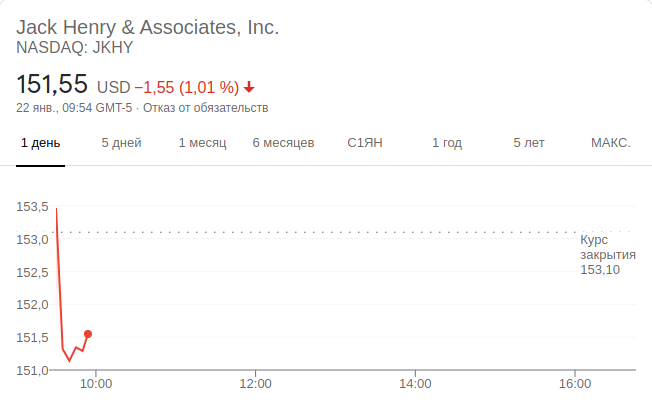 Jack Henry & Associates, Inc.
NASDAQ: JKHY
151,55 USD −1,55 (1,01 %)
22 янв., 09:54 GMT-5 · Отказ от обязательств
1 день 5 дней 1 месяц 6 месяцев С1ЯН 1 год 5 лет МАКС.
153,5
153,0
152,5
152,0
151,5
151,0
Курс
закрытия
153,10
10:00 12:00 14:00 16:00